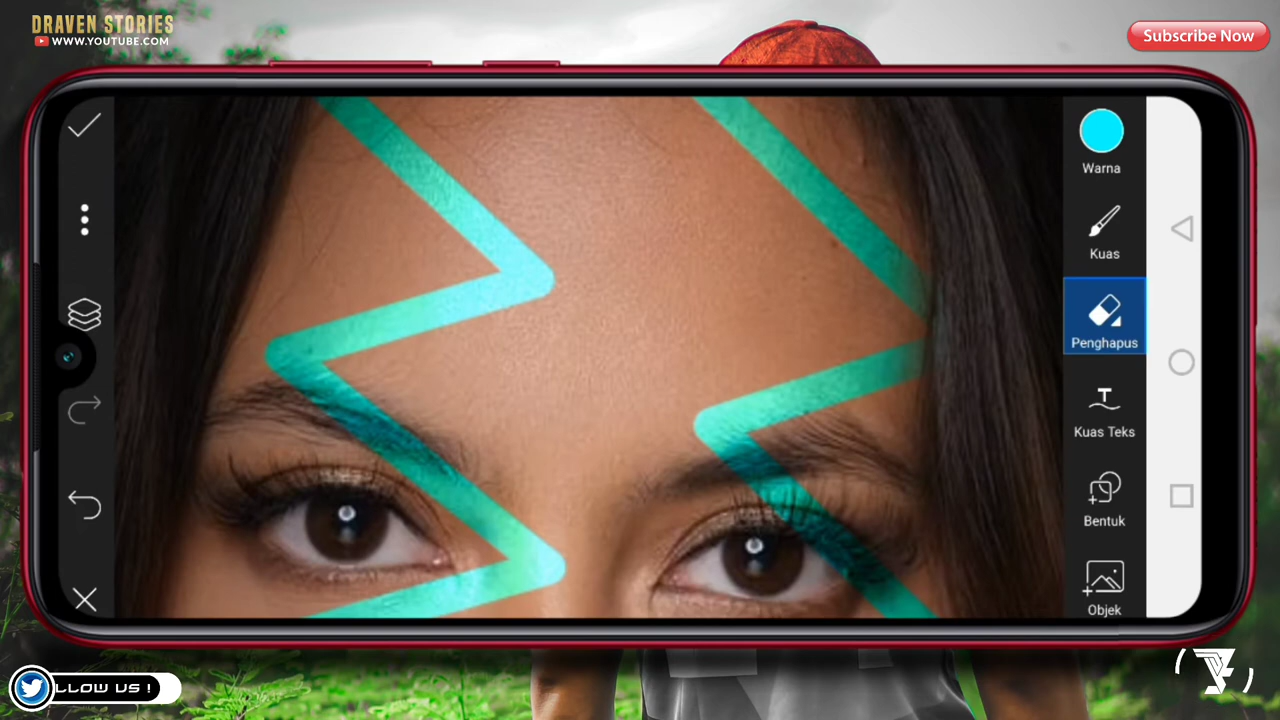 DRAVEN STORIES
WWW.YOUTUBE.COM
Subscribe Now
Warna
Kuas
Penghapus
Kuas Teks
Bentuk
Objek
LLOW US !